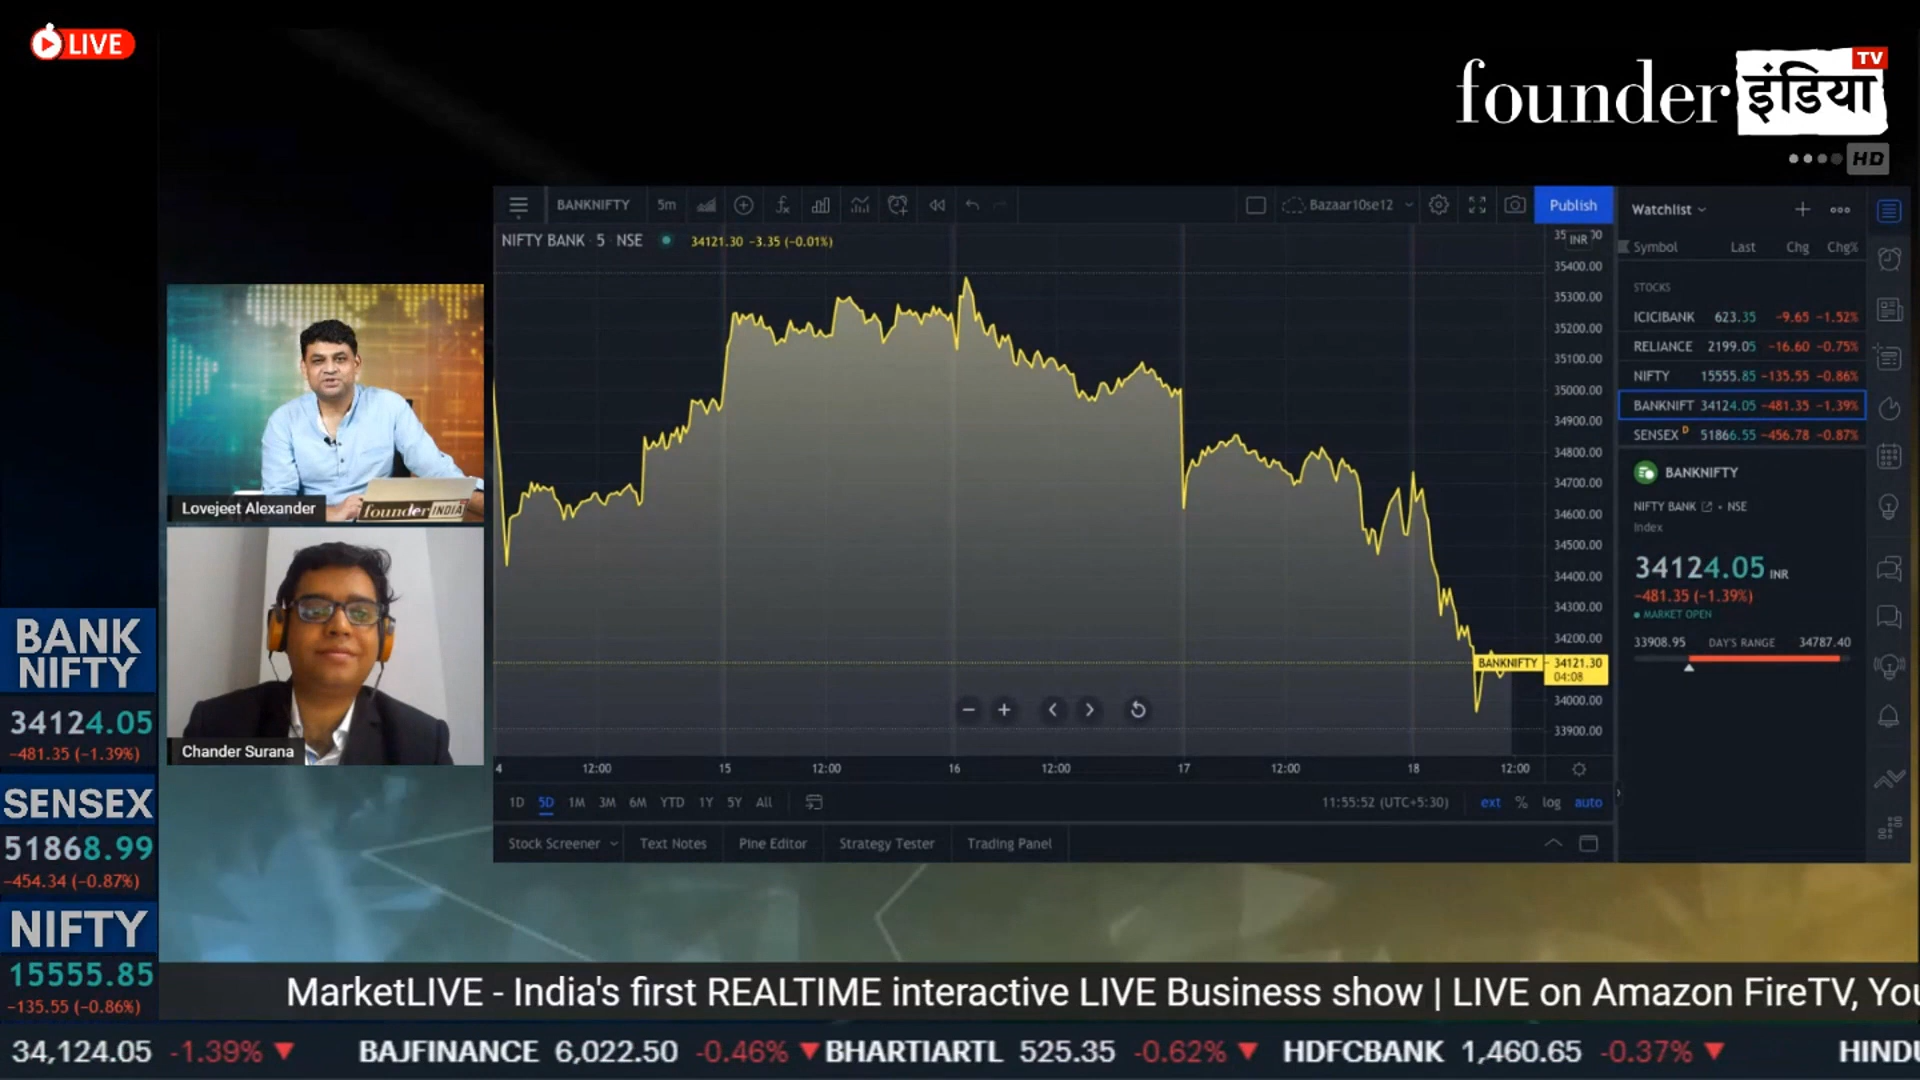 LIVE
founder इंडिया TV
HD
BANKNIFTY 5m
Bazaar10se12
Publish
Watchlist
NIFTY BANK 5 NSE
34121.30 -3.35 (-0.01%)
INR
Symbol Last Chg Chg%
STOCKS
ICICIBANK 623.35 -9.65 -1.52%
RELIANCE 2199.05 -16.60 -0.75%
NIFTY 15555.85 -135.55 -0.86%
BANKNIFT 34124.05 -481.35 -1.39%
SENSEX D 51866.55 -456.78 -0.87%
BANKNIFTY
NIFTY BANK • NSE
Index
34124.05 INR
-481.35 (-1.39%)
MARKET OPEN
33908.95 DAY'S RANGE 34787.40
35400.00
35300.00
35200.00
35100.00
35000.00
34900.00
34800.00
34700.00
34600.00
34500.00
34400.00
34300.00
34200.00
BANKNIFTY 34121.30
04:08
34000.00
33900.00
4 12:00 15 12:00 16 12:00 17 12:00 18 12:00
1D 5D 1M 3M 6M YTD 1Y 5Y All
11:55:52 (UTC+5:30) ext % log auto
Stock Screener Text Notes Pine Editor Strategy Tester Trading Panel
founder INDIA
Lovejeet Alexander
Chander Surana
BANK
NIFTY
34124.05
-481.35 (-1.39%)
SENSEX
51868.99
-454.34 (-0.87%)
NIFTY
15555.85
-135.55 (-0.86%)
MarketLIVE - India's first REALTIME interactive LIVE Business show | LIVE on Amazon FireTV, You
34,124.05 -1.39% ▼ BAJFINANCE 6,022.50 -0.46% ▼ BHARTIARTL 525.35 -0.62% ▼ HDFCBANK 1,460.65 -0.37% ▼ HINDU